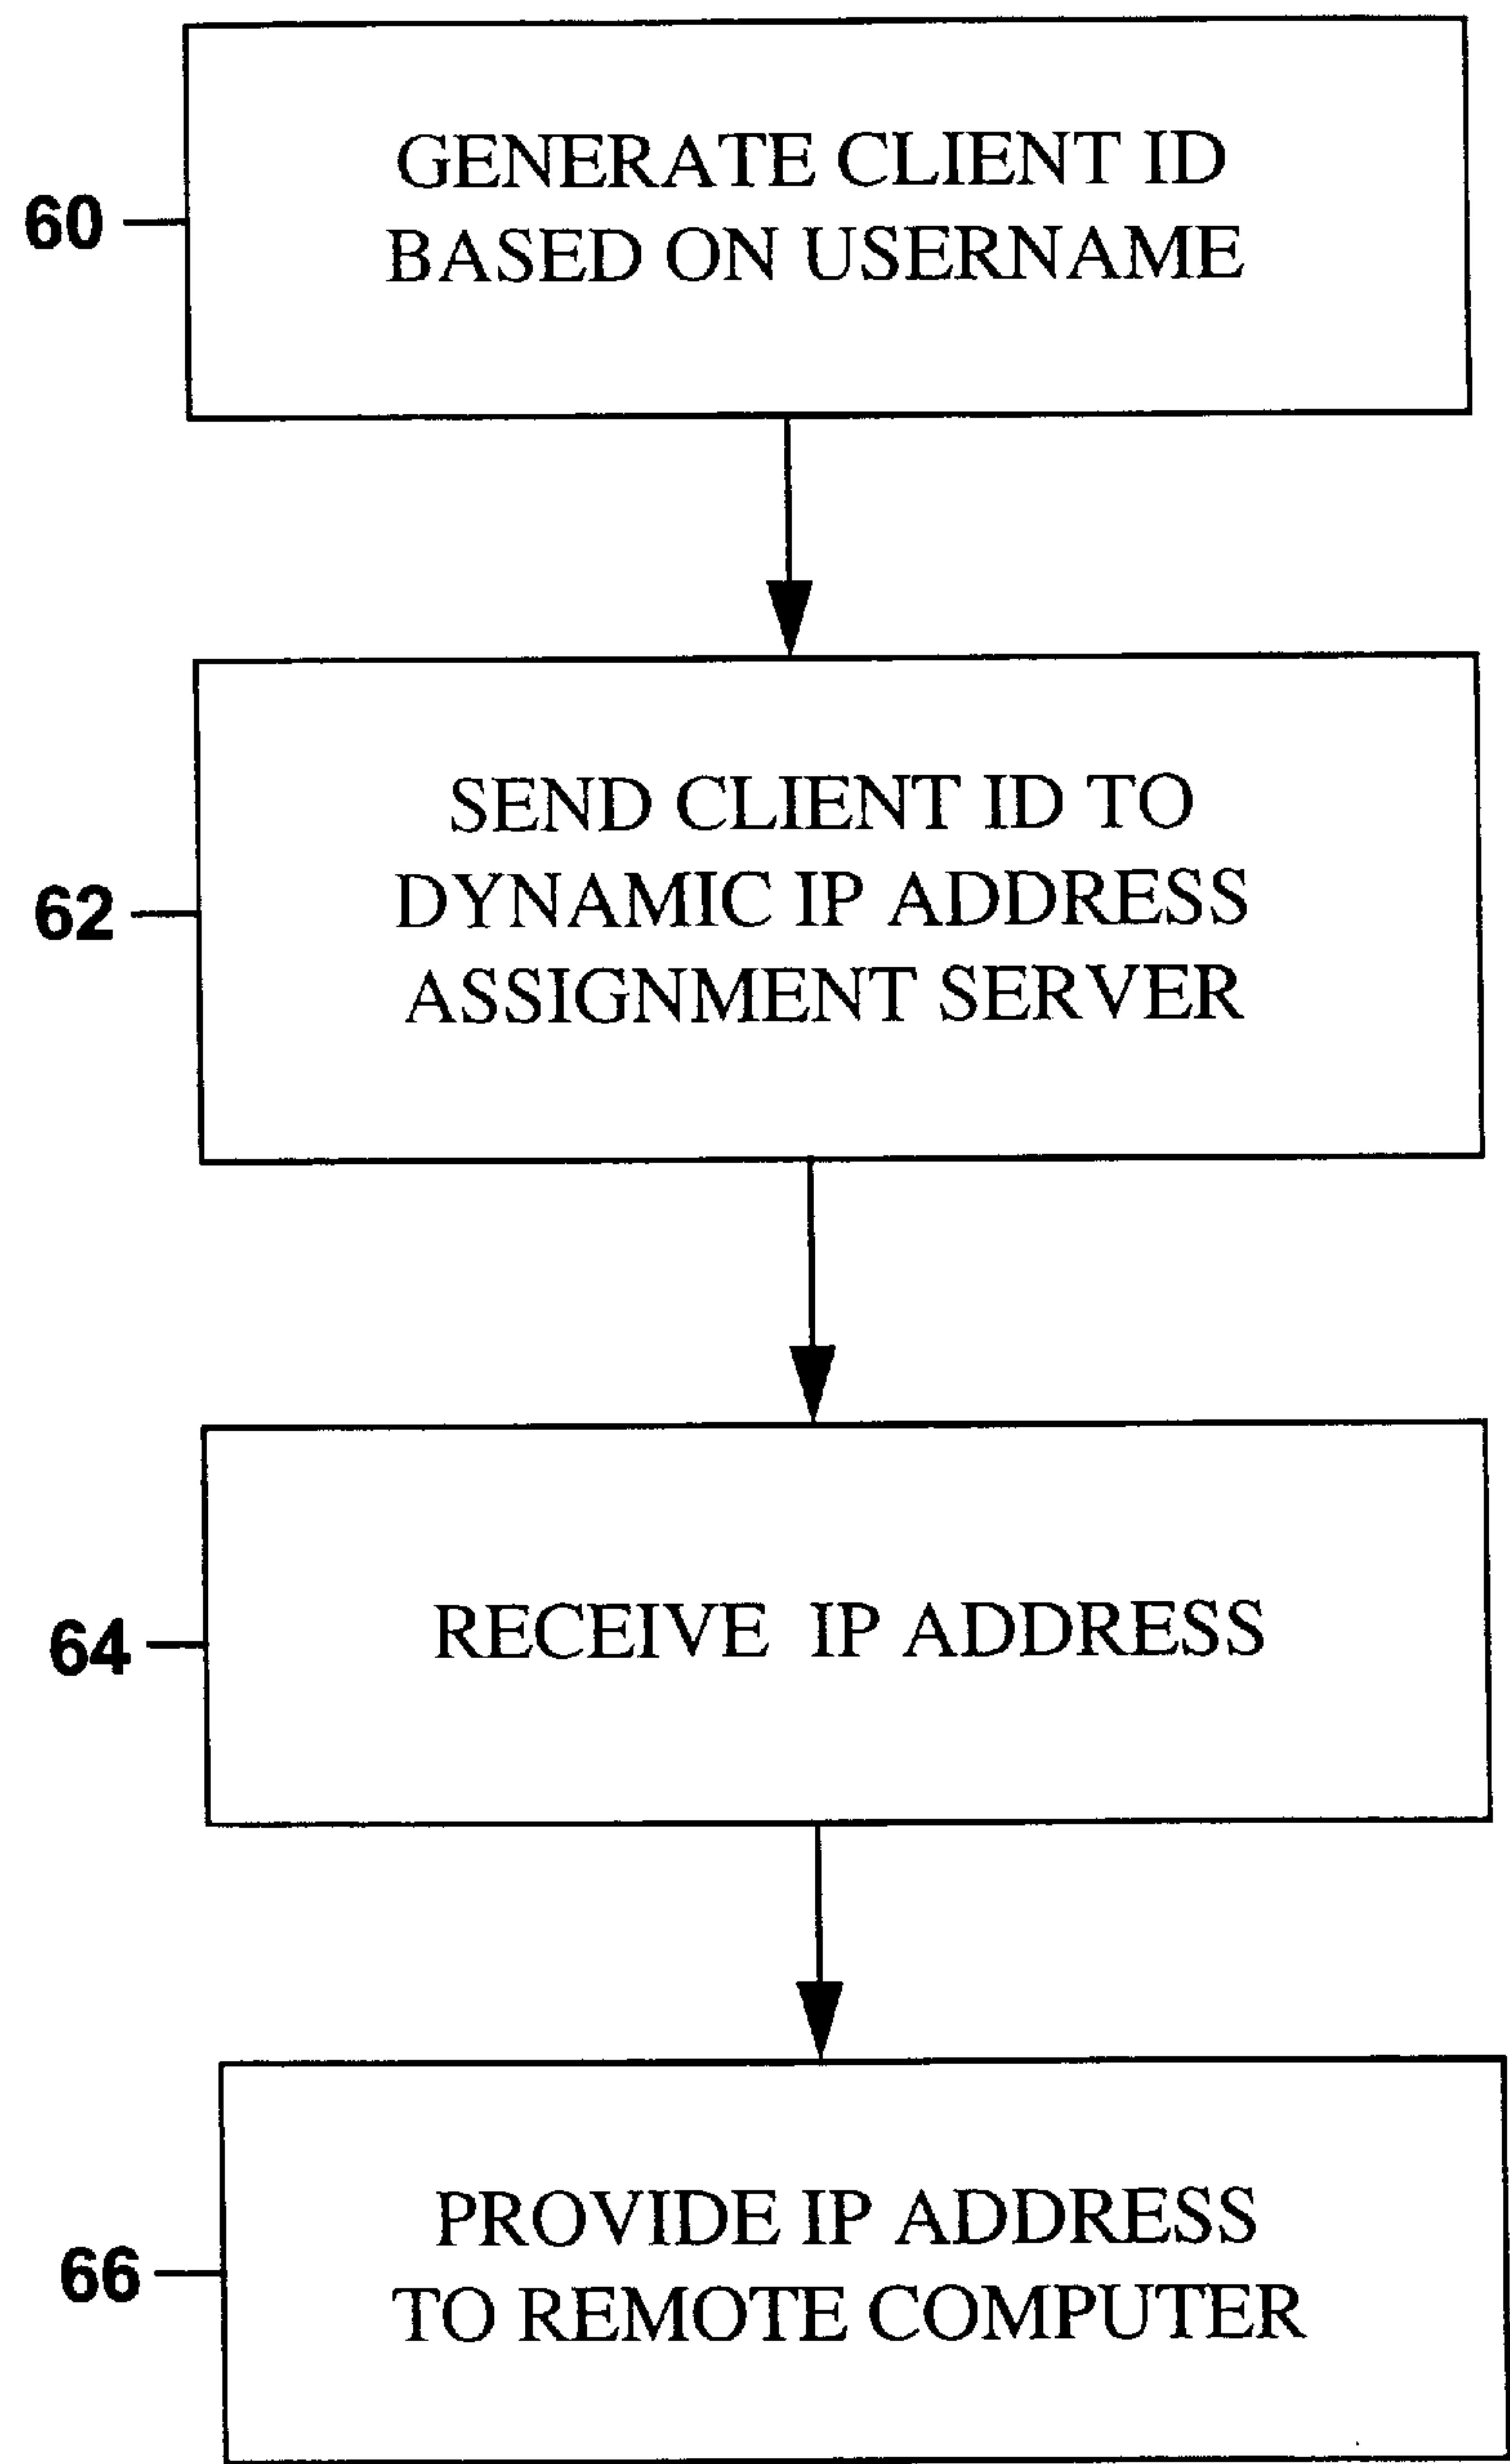 GENERATE CLIENT ID
60
BASED ON USERNAME
SEND CLIENT ID TO
62
DYNAMIC IP ADDRESS
ASSIGNMENT SERVER
64
RECEIVE IP ADDRESS
PROVIDE IP ADDRESS
66
TO REMOTE COMPUTER